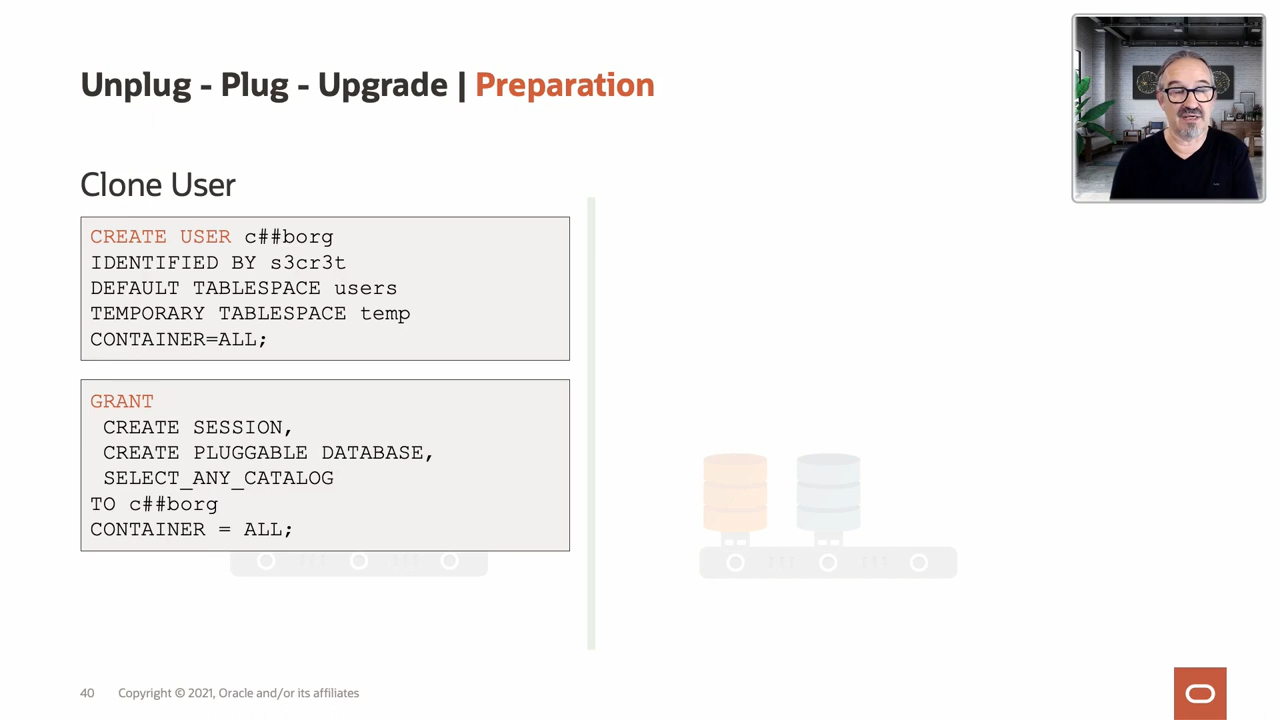 Unplug - Plug - Upgrade | Preparation
Clone User
CREATE USER c##borg
IDENTIFIED BY s3cr3t
DEFAULT TABLESPACE users
TEMPORARY TABLESPACE temp
CONTAINER=ALL;
GRANT
CREATE SESSION,
CREATE PLUGGABLE DATABASE,
SELECT_ANY_CATALOG
TO c##borg
CONTAINER = ALL;
40 Copyright © 2021, Oracle and/or its affiliates